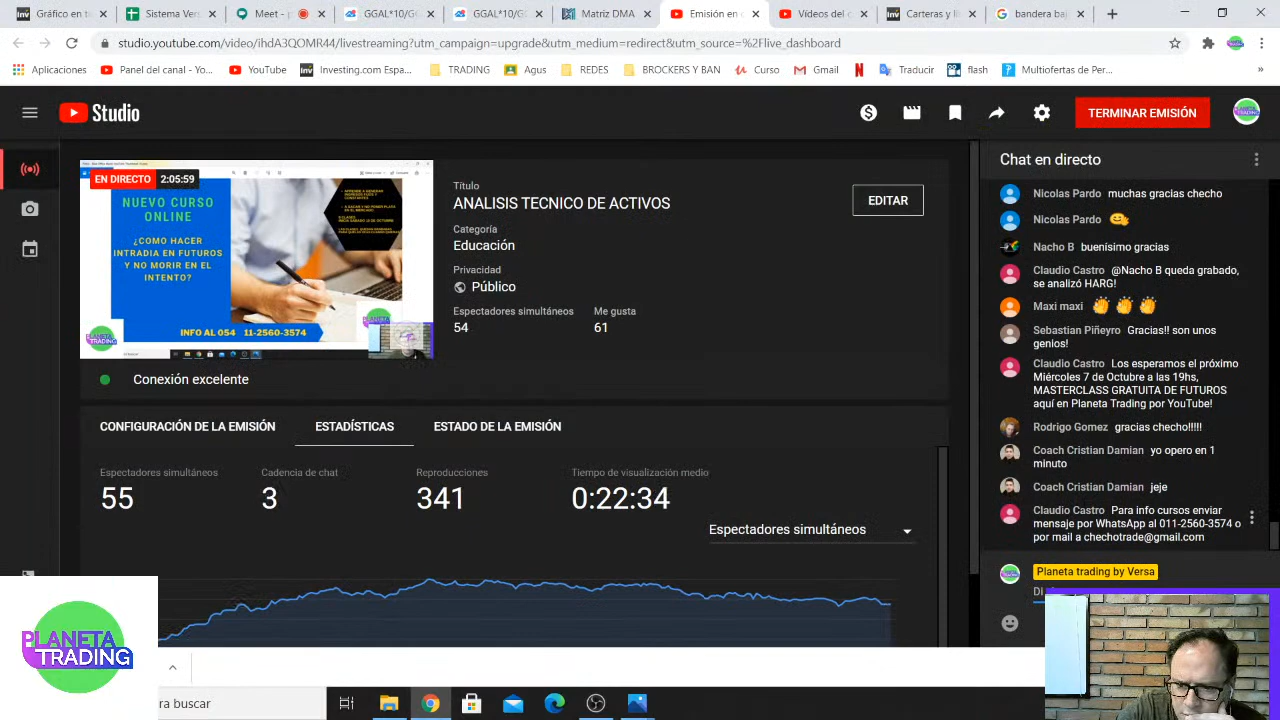 Gráfico en t
Sistema Vers
Meet - p
GGAL*10/G
GGAL*10/G
Matriz DMA
Emisión en
Vídeos del c
Carteras y li
bandera baj
studio.youtube.com/video/ihdA3QOMR44/livestreaming?utm_campaign=upgrade&utm_medium=redirect&utm_source=%2Flive_dashboard
Aplicaciones
Panel del canal - Yo...
YouTube
Investing.com Espa...
TRADING
Agus
REDES
BROCKERS Y BAN
Curso
Gmail
Traducir
flash
Multiofertas de Per...
Studio
TERMINAR EMISIÓN
EN DIRECTO 2:05:59
NUEVO CURSO
ONLINE
¿COMO HACER
INTRADIA EN FUTUROS
Y NO MORIR EN EL
INTENTO?
INFO AL 054 11-2560-3574
Título
ANALISIS TECNICO DE ACTIVOS
EDITAR
Categoría
Educación
Privacidad
Público
Espectadores simultáneos
54
Me gusta
61
Conexión excelente
CONFIGURACIÓN DE LA EMISIÓN
ESTADÍSTICAS
ESTADO DE LA EMISIÓN
Espectadores simultáneos
55
Cadencia de chat
3
Reproducciones
341
Tiempo de visualización medio
0:22:34
Espectadores simultáneos
Chat en directo
Nicolas Pardo muchas gracias checho
Nicolas Pardo
Nacho B buenísimo gracias
Claudio Castro @Nacho B queda grabado,
se analizó HARG!
Maxi maxi
Sebastian Piñeyro Gracias!! son unos
genios!
Claudio Castro Los esperamos el próximo
Miércoles 7 de Octubre a las 19hs,
MASTERCLASS GRATUITA DE FUTUROS
aquí en Planeta Trading por YouTube!
Rodrigo Gomez gracias checho!!!!!
Coach Cristian Damian yo opero en 1
minuto
Coach Cristian Damian jeje
Claudio Castro Para info cursos enviar
mensaje por WhatsApp al 011-2560-3574 o
por mail a chechotrade@gmail.com
Planeta trading by Versa
PLANETA
TRADING
ra buscar